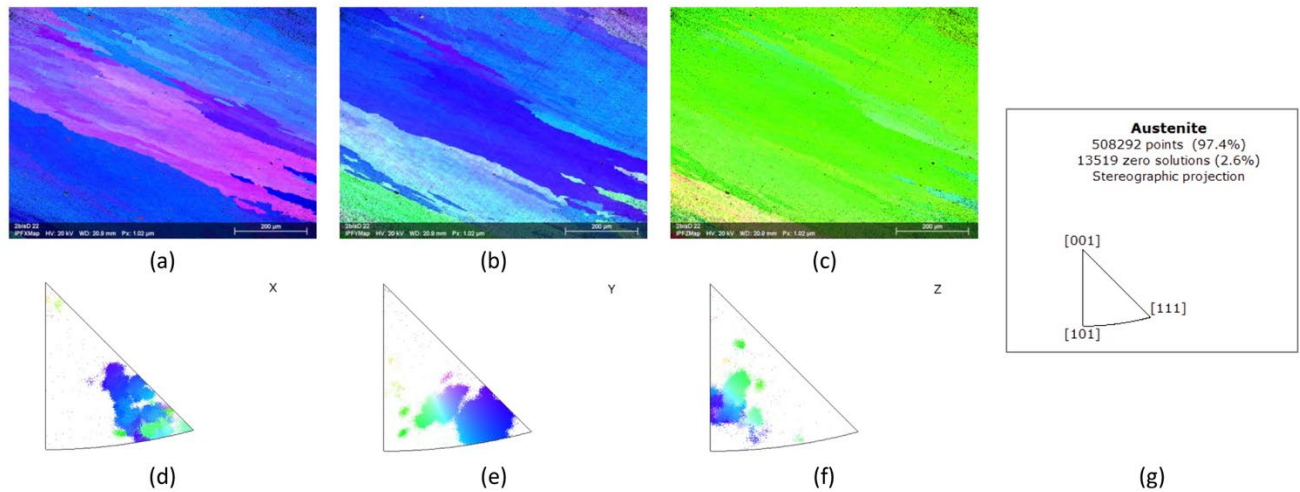 2bisD 22
IPFXMap HV: 20 kV WD: 20.9 mm Px: 1.02 µm 200 µm
2bisD 22
IPFYMap HV: 20 kV WD: 20.9 mm Px: 1.02 µm 200 µm
2bisD 22
IPFZMap HV: 20 kV WD: 20.9 mm Px: 1.02 µm 200 µm
(a)
(b)
(c)
X
Y
Z
(d)
(e)
(f)
Austenite
508292 points (97.4%)
13519 zero solutions (2.6%)
Stereographic projection
[001]
[111]
[101]
(g)